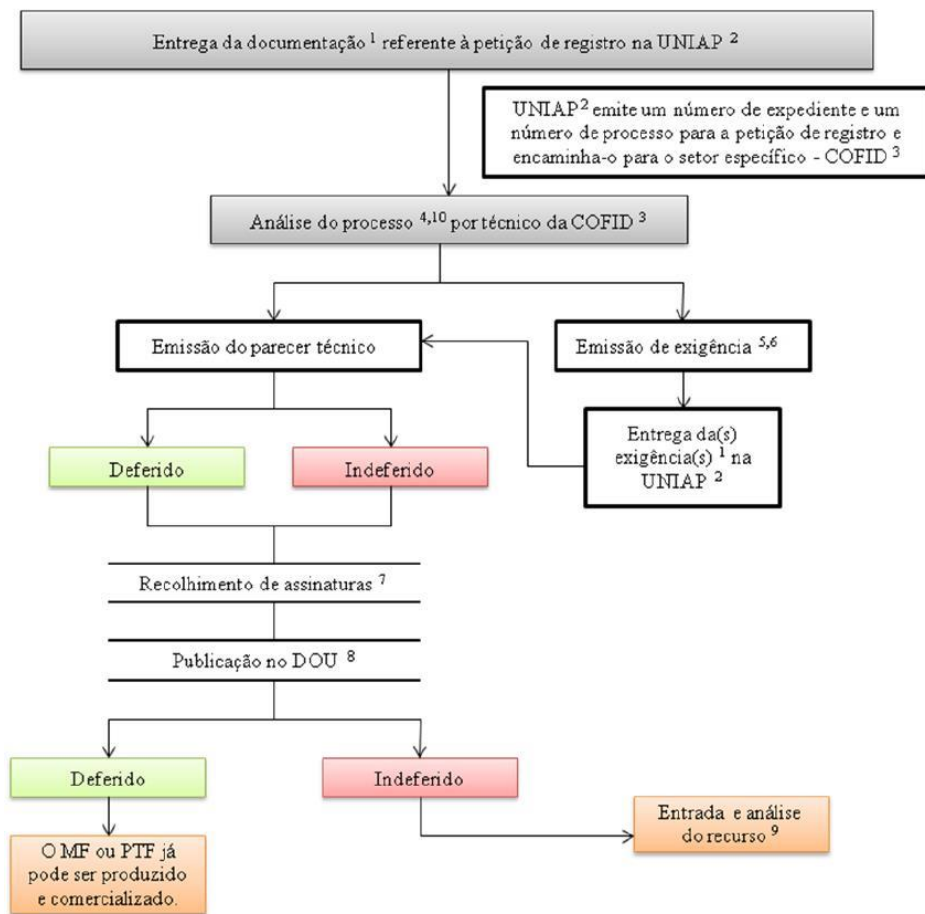 Entrega da documentação ¹ referente à petição de registro na UNIAP ²
UNIAP² emite um número de expediente e um
número de processo para a petição de registro e
encaminha-o para o setor específico - COFID ³
Análise do processo ⁴,¹⁰ por técnico da COFID ³
Emissão do parecer técnico
Emissão de exigência ⁵,⁶
Entrega da(s)
exigência(s) ¹ na
UNIAP ²
Deferido
Indeferido
Recolhimento de assinaturas ⁷
Publicação no DOU ⁸
Deferido
Indeferido
Entrada e análise
do recurso ⁹
O MF ou PTF já
pode ser produzido
e comercializado.